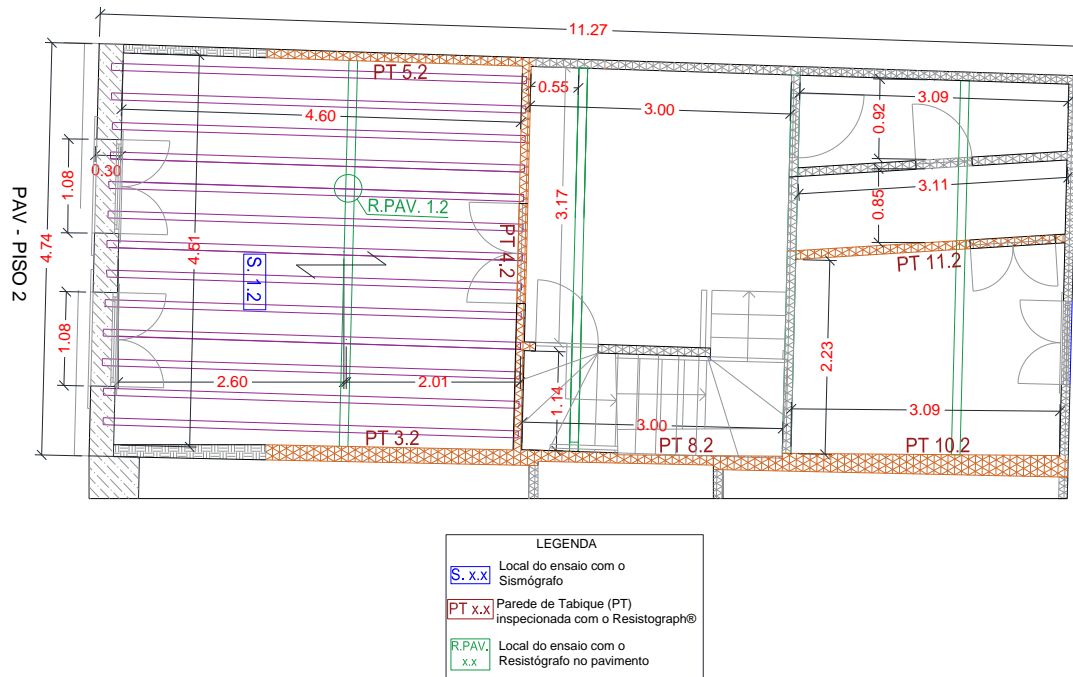 11.27
PT 5.2
0.55
3.00
3.09
4.60
0.92
0.30
1.08
R.PAV. 1.2
3.17
3.11
0.85
PAV - PISO 2
4.74
4.51
S. 1.2
PT 4.2
PT 11.2
1.08
2.60
2.01
1.14
2.23
3.09
3.00
PT 3.2
PT 8.2
PT 10.2
LEGENDA
S. x.x
Local do ensaio com o
Sismógrafo
PT x.x
Parede de Tabique (PT)
inspecionada com o Resistograph®
R.PAV.
x.x
Local do ensaio com o
Resistógrafo no pavimento